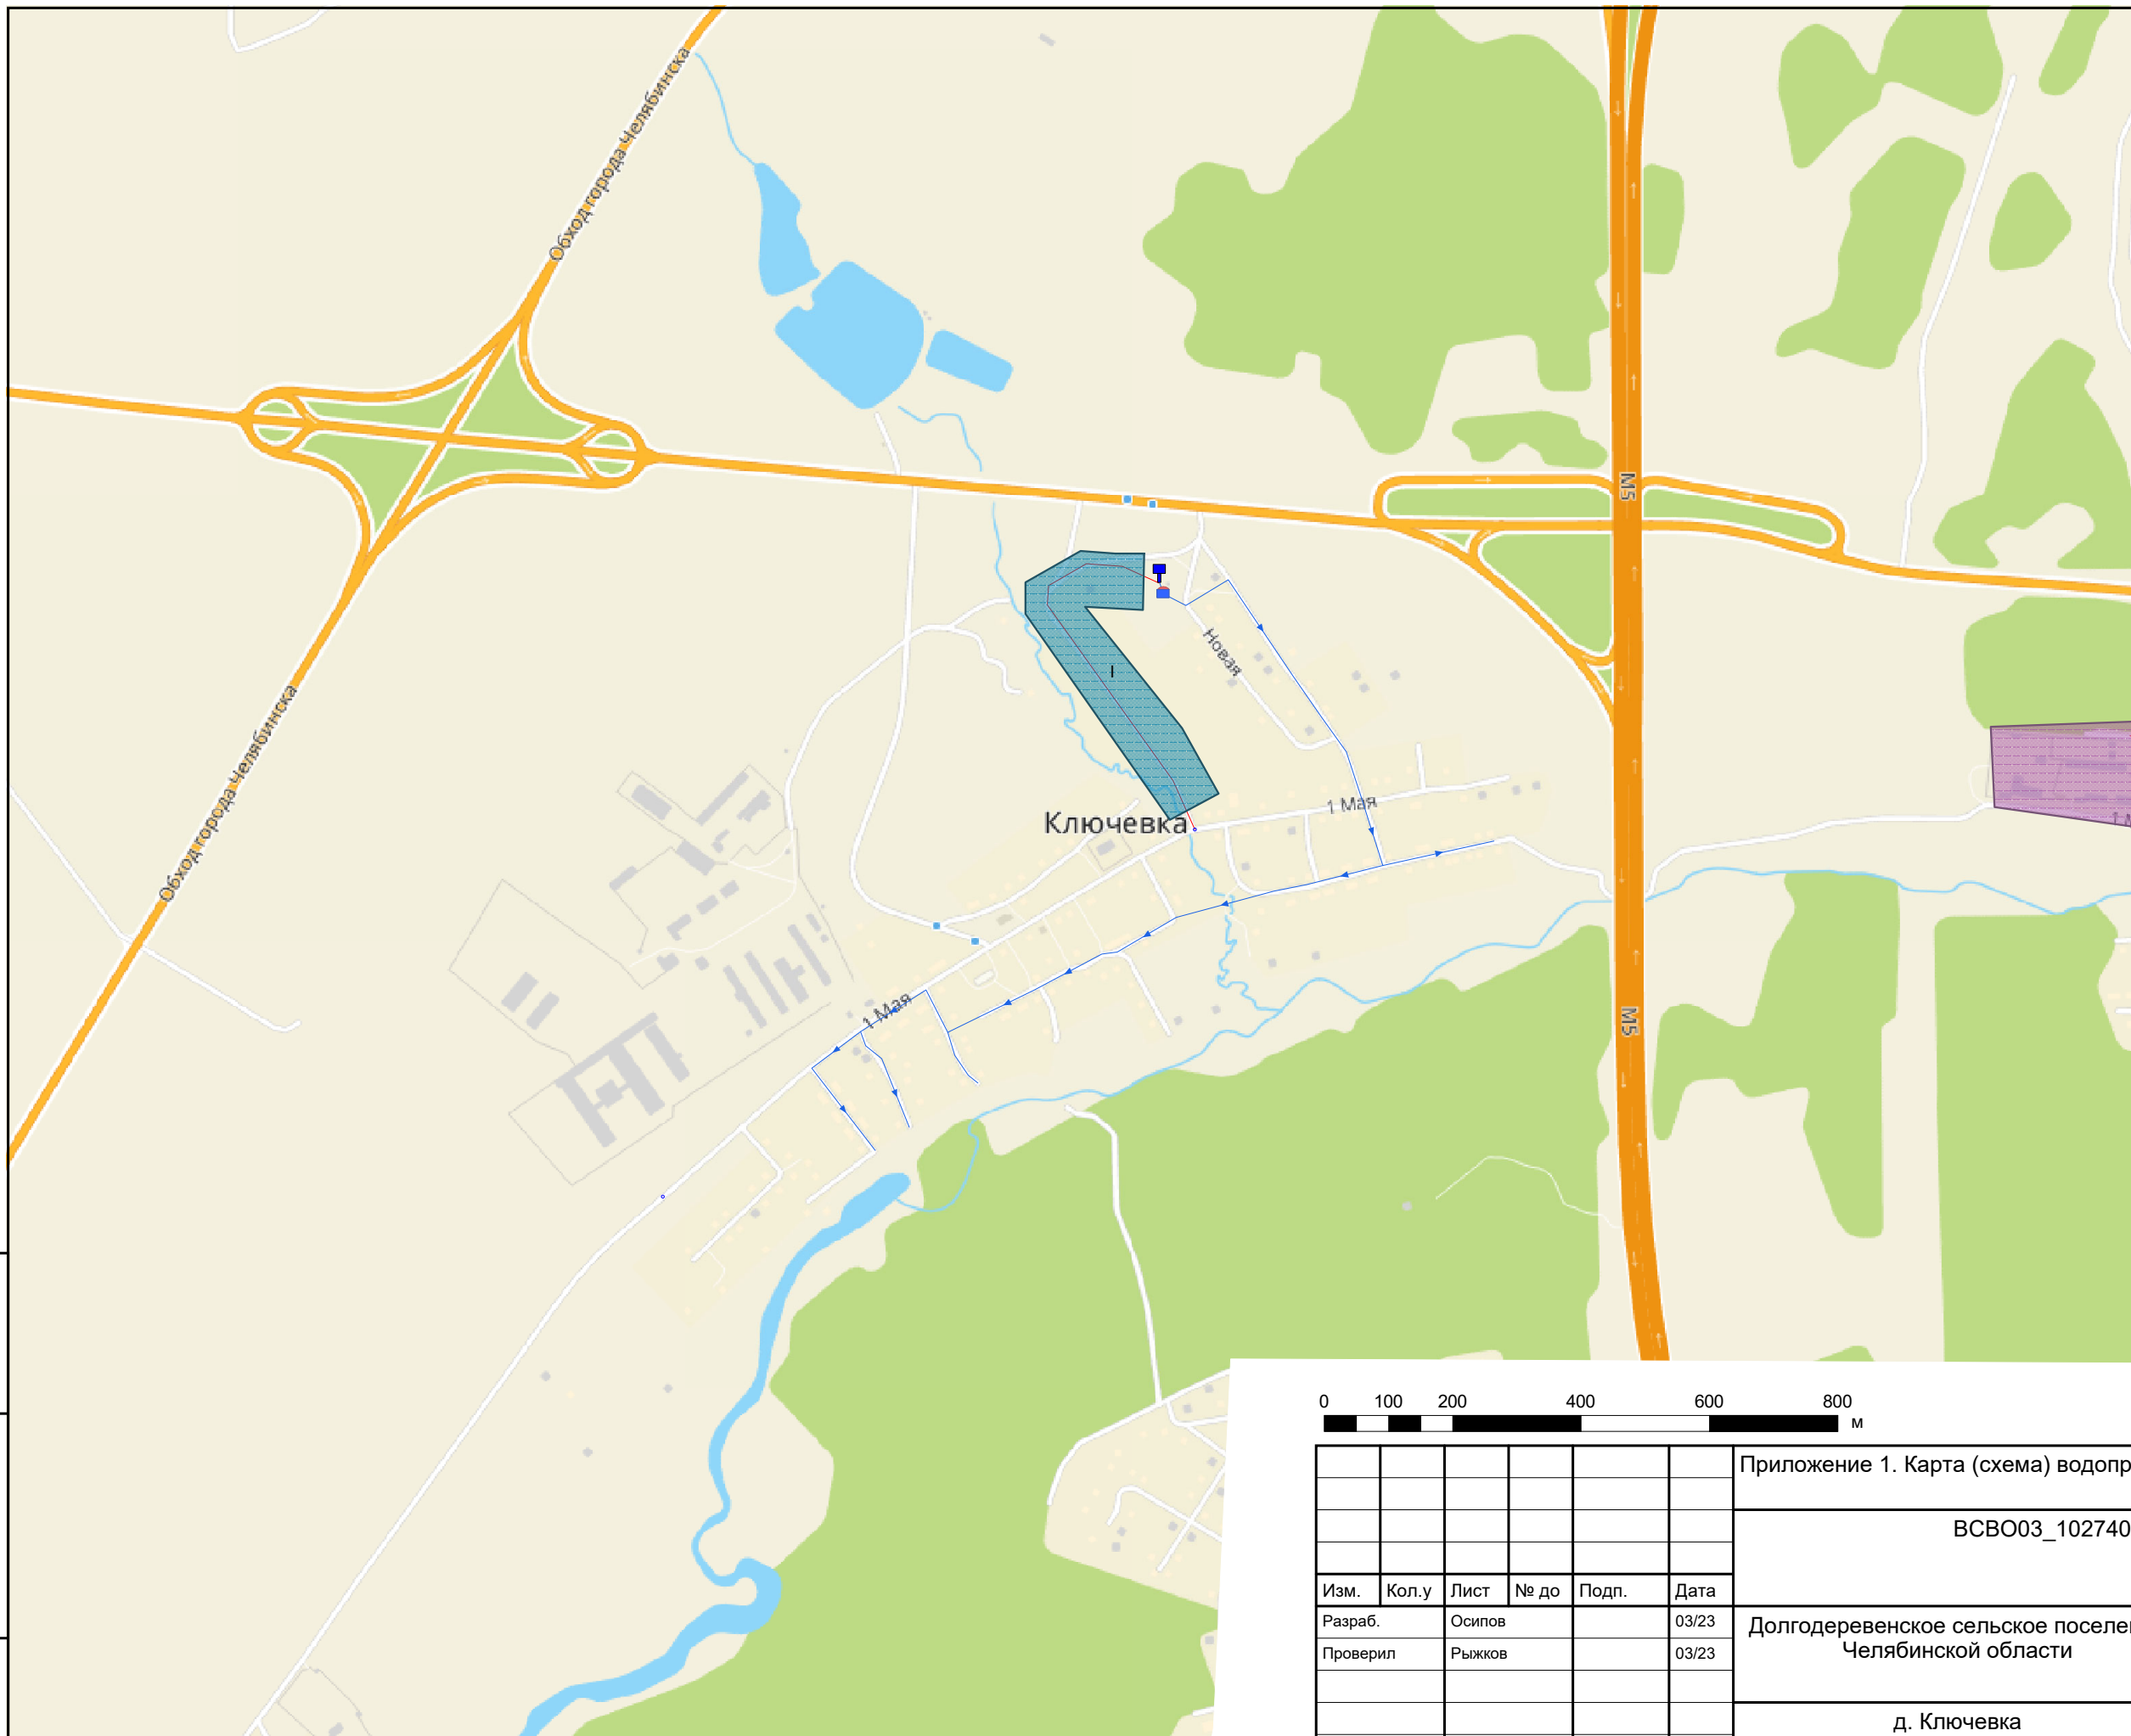 Обход города Челябинска
М5
Новая
I
1 Мая
Ключевка
Обход города Челябинска
1 Мая
М5
0 100 200 400 600 800
м
Приложение 1. Карта (схема) водопр
ВСВО03_102740
Изм. Кол.у Лист № до Подп. Дата
Разраб. Осипов 03/23
Долгодеревенское сельское поселе
Проверил Рыжков 03/23
Челябинской области
д. Ключевка